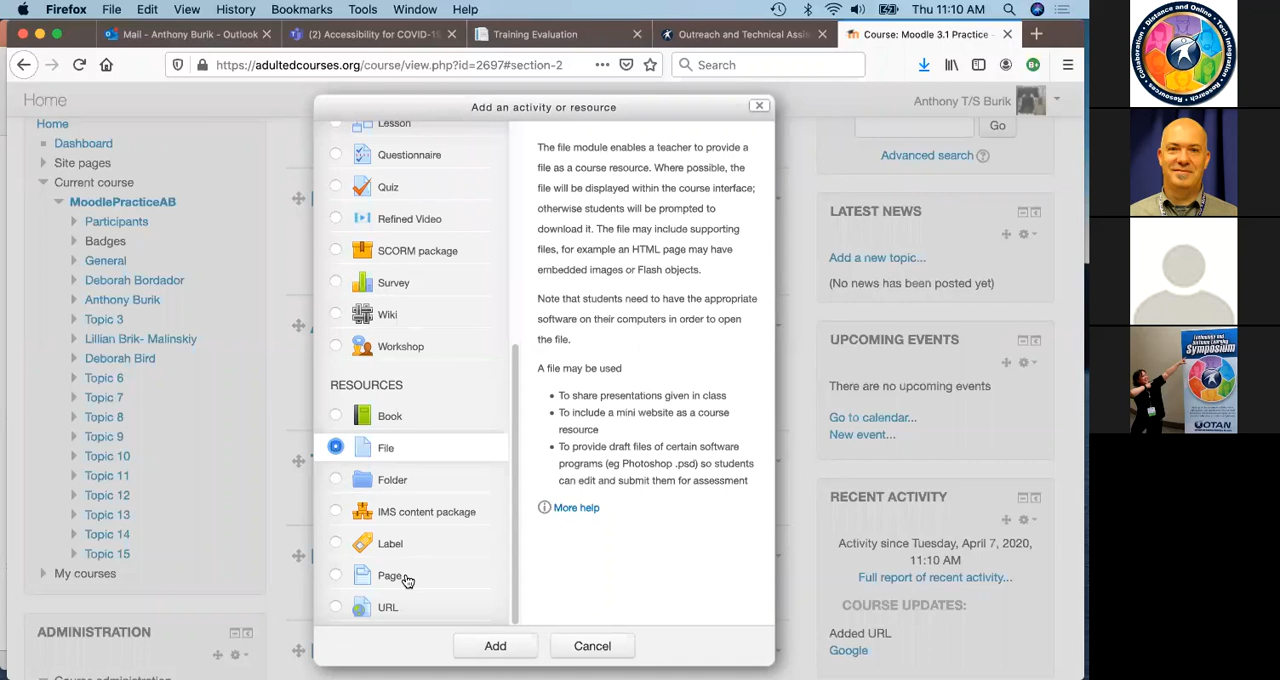 Firefox File Edit View History Bookmarks Tools Window Help Thu 11:10 AM
Mail - Anthony Burik - Outlook
(2) Accessibility for COVID-1
Training Evaluation
Outreach and Technical Assis
Course: Moodle 3.1 Practice -
https://adultedcourses.org/course/view.php?id=2697#section-2
Search
Home
Anthony T/S Burik
Home
Dashboard
Site pages
Current course
MoodlePracticeAB
Participants
Badges
General
Deborah Bordador
Anthony Burik
Topic 3
Lillian Brik- Malinskiy
Deborah Bird
Topic 6
Topic 7
Topic 8
Topic 9
Topic 10
Topic 11
Topic 12
Topic 13
Topic 14
Topic 15
My courses
ADMINISTRATION
Course administration
Add an activity or resource
Lesson
Questionnaire
Quiz
Refined Video
SCORM package
Survey
Wiki
Workshop
RESOURCES
Book
File
Folder
IMS content package
Label
Page
URL
The file module enables a teacher to provide a
file as a course resource. Where possible, the
file will be displayed within the course interface;
otherwise students will be prompted to
download it. The file may include supporting
files, for example an HTML page may have
embedded images or Flash objects.
Note that students need to have the appropriate
software on their computers in order to open
the file.
A file may be used
To share presentations given in class
To include a mini website as a course
resource
To provide draft files of certain software
programs (eg Photoshop .psd) so students
can edit and submit them for assessment
More help
Add
Cancel
Go
Advanced search
LATEST NEWS
Add a new topic...
(No news has been posted yet)
UPCOMING EVENTS
There are no upcoming events
Go to calendar...
New event...
RECENT ACTIVITY
Activity since Tuesday, April 7, 2020,
11:10 AM
Full report of recent activity...
COURSE UPDATES:
Added URL
Google
Collaboration Distance and Online Tech Integration Research
Symposium
OTAN